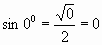 sin 0⁰ = √0/2 = 0